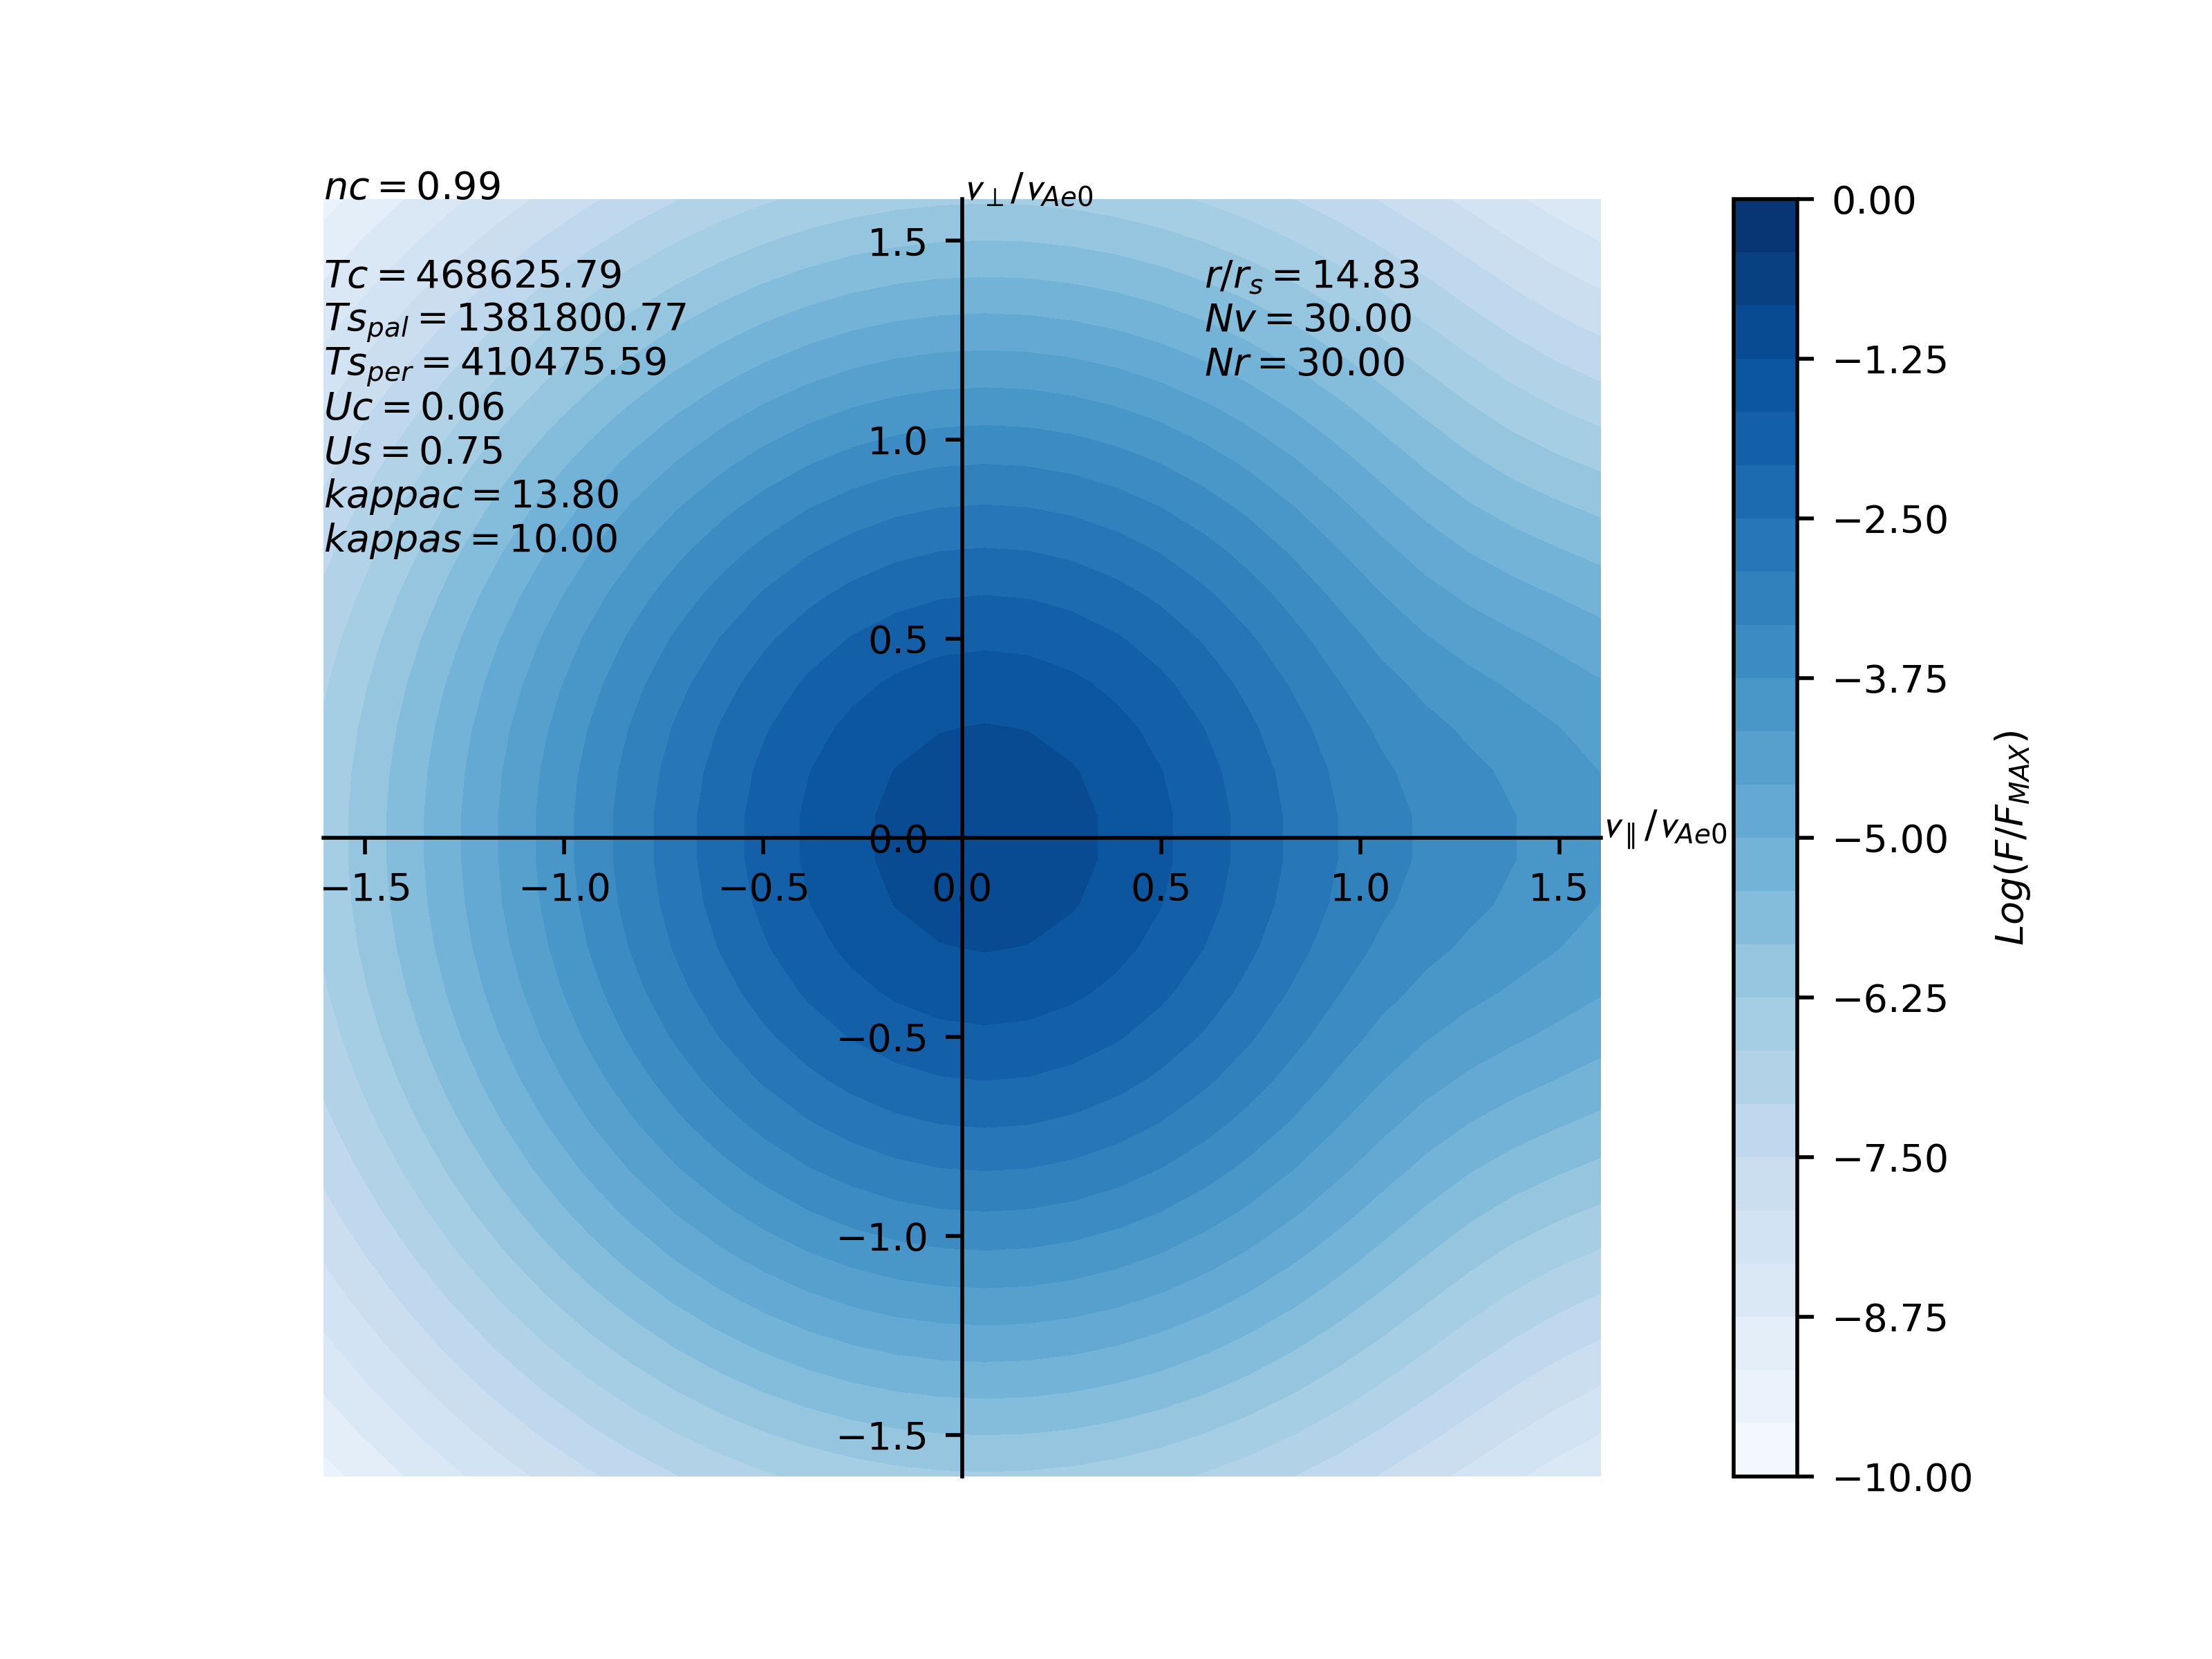 nc = 0.99
v⊥/vAe0
Tc = 468625.79
Tspal = 1381800.77
Tsper = 410475.59
Uc = 0.06
Us = 0.75
kappac = 13.80
kappas = 10.00
r/rs = 14.83
Nv = 30.00
Nr = 30.00
1.5
1.0
0.5
0.0
−0.5
−1.0
−1.5
−1.5 −1.0 −0.5 0.0 0.5 1.0 1.5
v∥/vAe0
0.00
−1.25
−2.50
−3.75
−5.00
−6.25
−7.50
−8.75
−10.00
Log(F/FMAX)